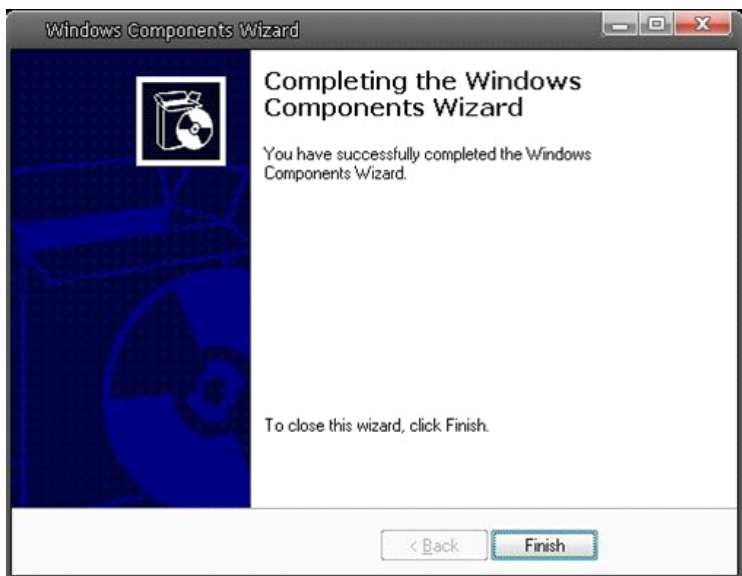 Windows Components Wizard
Completing the Windows
Components Wizard
You have successfully completed the Windows
Components Wizard.
To close this wizard, click Finish.
< Back
Finish